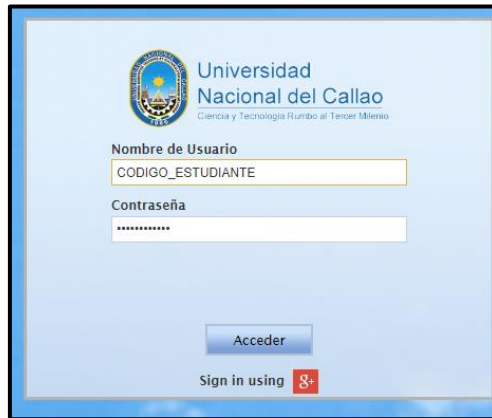 Universidad
Nacional del Callao
Ciencia y Tecnología Rumbo al Tercer Milenio
Nombre de Usuario
CODIGO_ESTUDIANTE
Contraseña
••••••••••••
Acceder
Sign in using g+